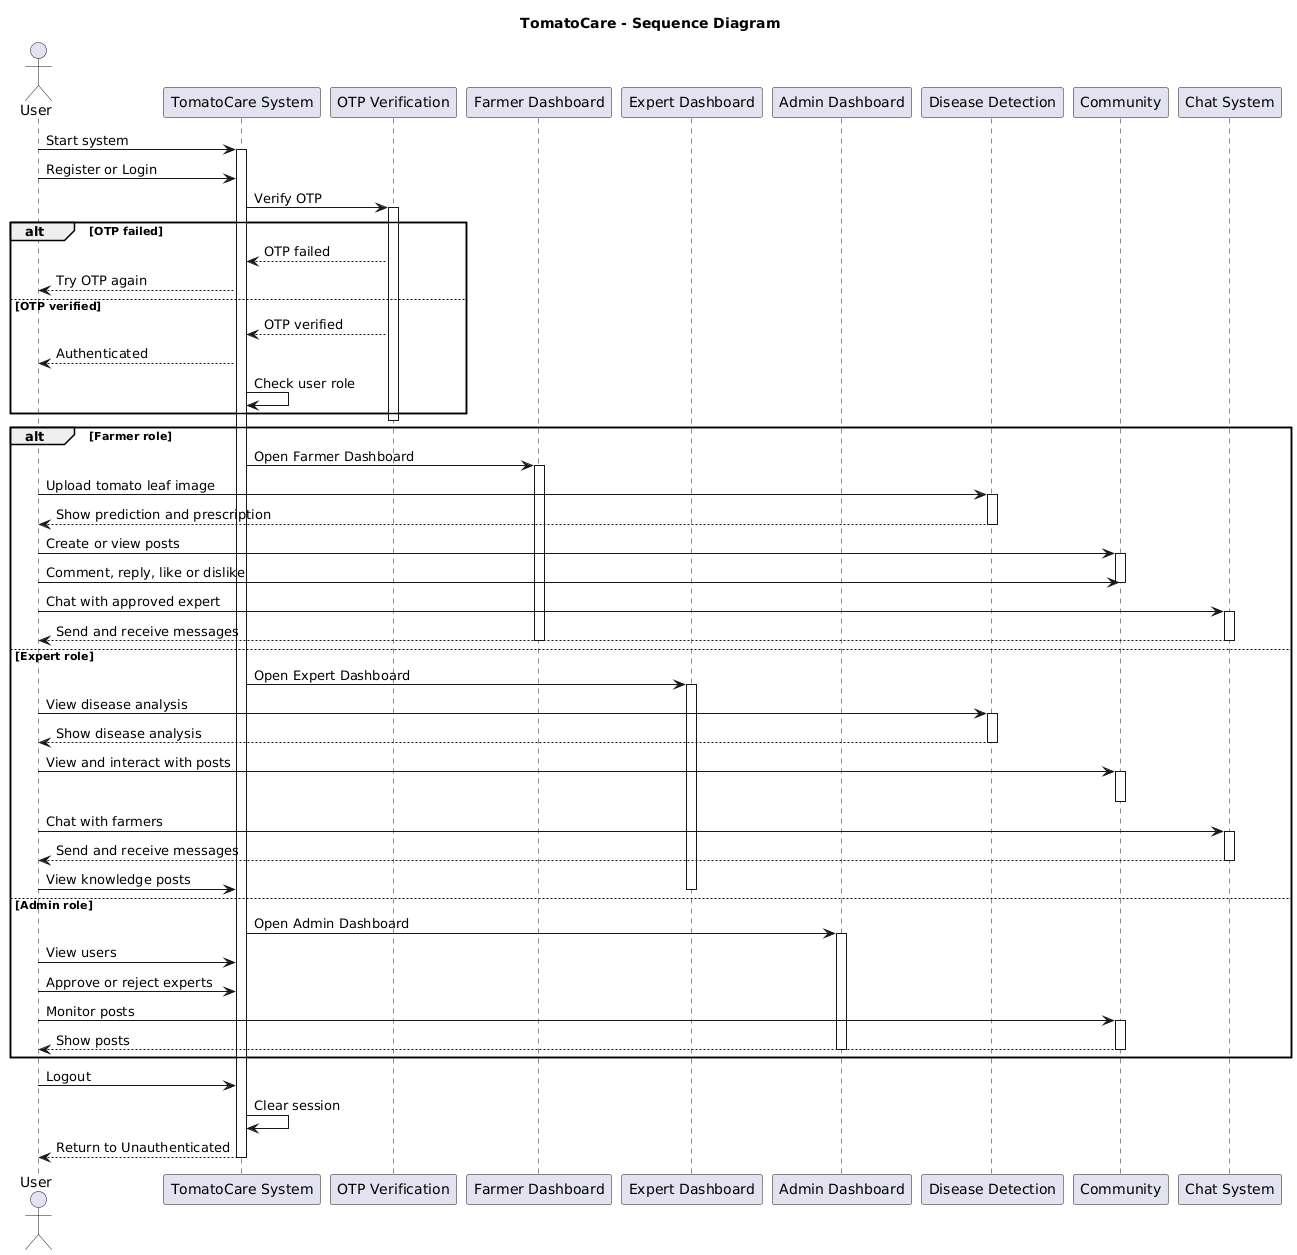 TomatoCare - Sequence Diagram
User
TomatoCare System
OTP Verification
Farmer Dashboard
Expert Dashboard
Admin Dashboard
Disease Detection
Community
Chat System
Start system
Register or Login
Verify OTP
alt
[OTP failed]
OTP failed
Try OTP again
[OTP verified]
OTP verified
Authenticated
Check user role
alt
[Farmer role]
Open Farmer Dashboard
Upload tomato leaf image
Show prediction and prescription
Create or view posts
Comment, reply, like or dislike
Chat with approved expert
Send and receive messages
[Expert role]
Open Expert Dashboard
View disease analysis
Show disease analysis
View and interact with posts
Chat with farmers
Send and receive messages
View knowledge posts
[Admin role]
Open Admin Dashboard
View users
Approve or reject experts
Monitor posts
Show posts
Logout
Clear session
Return to Unauthenticated
User
TomatoCare System
OTP Verification
Farmer Dashboard
Expert Dashboard
Admin Dashboard
Disease Detection
Community
Chat System